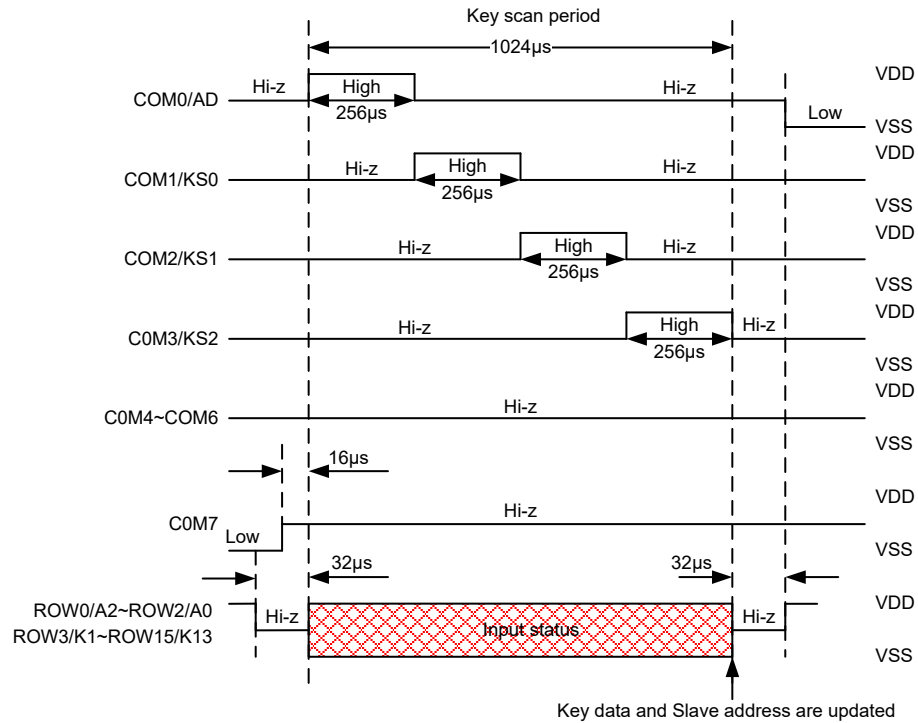 Key scan period
1024µs
Hi-z High Hi-z VDD
COM0/AD
256µs
Low
VSS
VDD
Hi-z High Hi-z
COM1/KS0
256µs
VSS
VDD
Hi-z High Hi-z
COM2/KS1
256µs
VSS
VDD
Hi-z High Hi-z
C0M3/KS2
256µs
VSS
VDD
Hi-z
C0M4~COM6
VSS
16µs
VDD
Hi-z
C0M7
Low
VSS
32µs 32µs
ROW0/A2~ROW2/A0
VDD
Hi-z Input status Hi-z
ROW3/K1~ROW15/K13
VSS
Key data and Slave address are updated